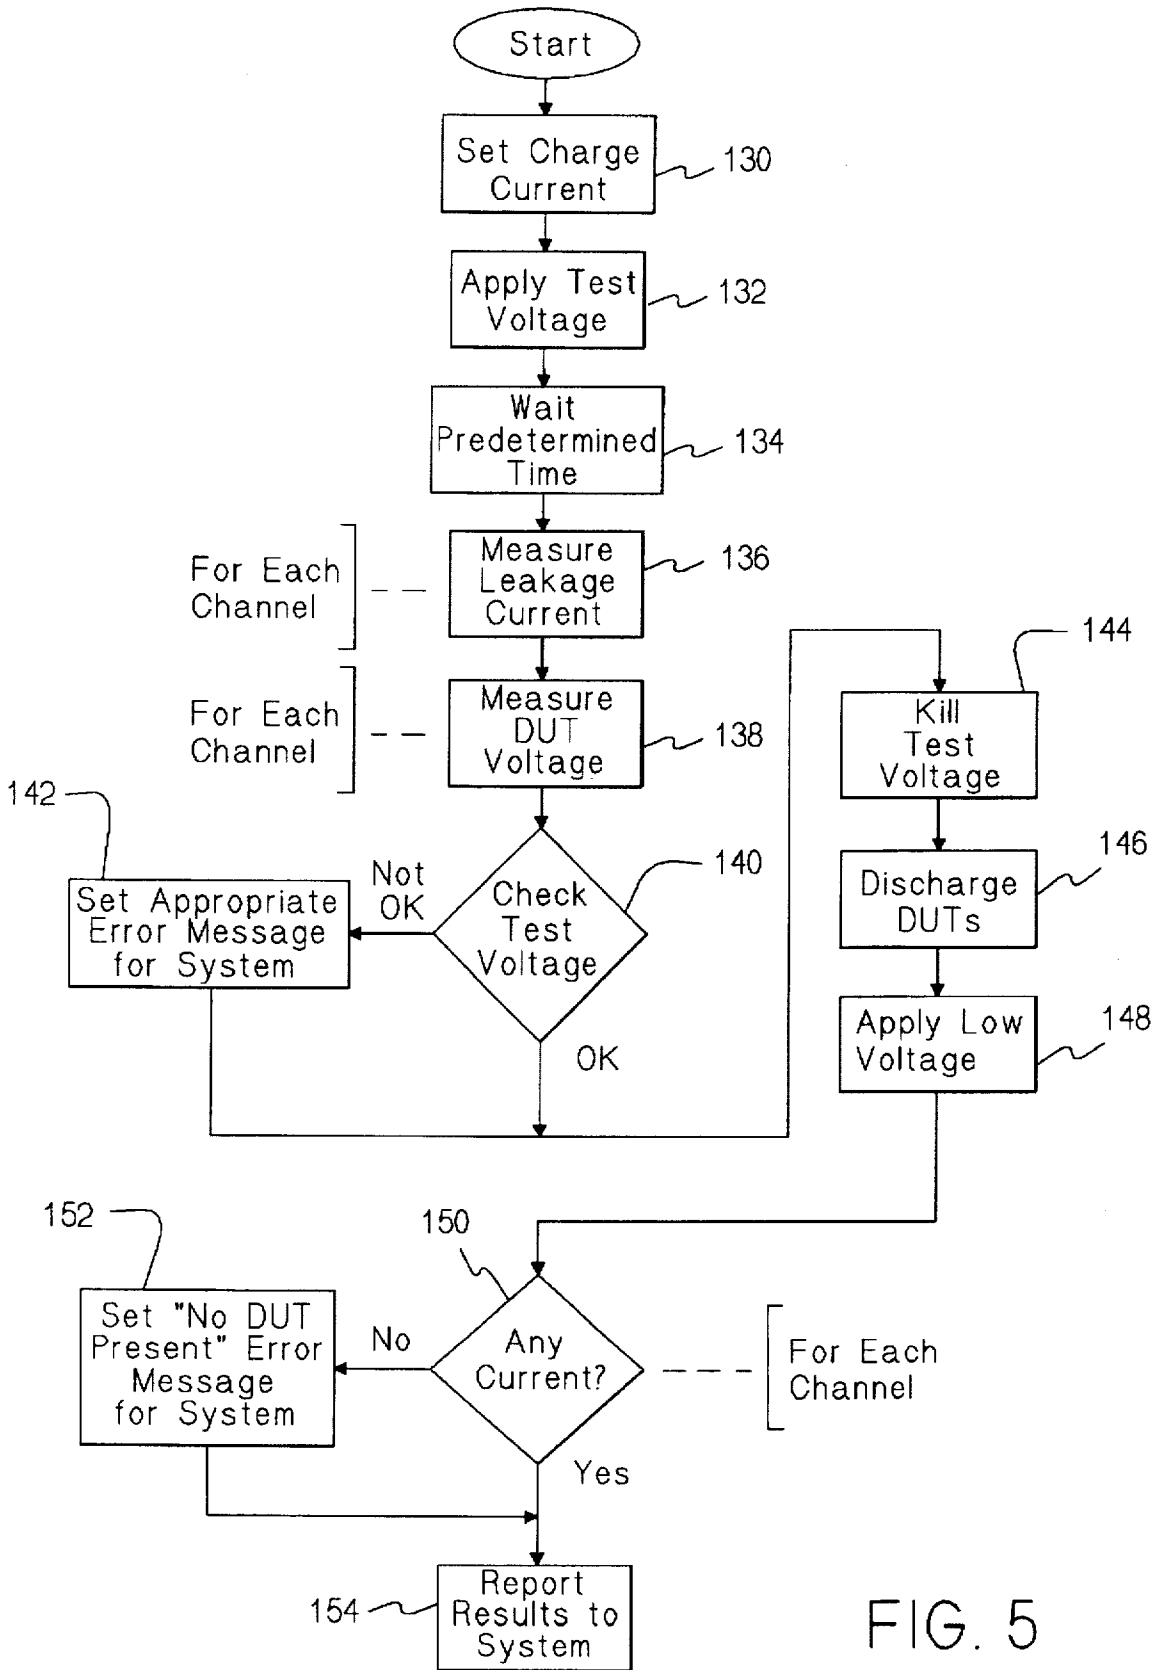 Start
Set Charge
Current
130
Apply Test
Voltage
132
Wait
Predetermined
Time
134
For Each
Channel
Measure
Leakage
Current
136
For Each
Channel
Measure
DUT
Voltage
138
142
Set Appropriate
Error Message
for System
Not
OK
Check
Test
Voltage
140
OK
144
Kill
Test
Voltage
Discharge
DUTs
146
Apply Low
Voltage
148
152
Set "No DUT
Present" Error
Message
for System
No
150
Any
Current?
For Each
Channel
Yes
154
Report
Results to
System
FIG. 5